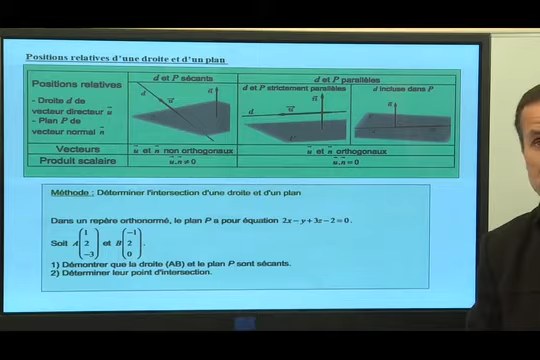 Positions relatives d'une droite et d'un plan
Positions relatives
- Droite d de
vecteur directeur u⃗
- Plan P de
vecteur normal n⃗
d et P sécants
d et P parallèles
d et P strictement parallèles
d incluse dans P
d
u⃗
n⃗
d
u⃗
n⃗
n⃗
Vecteurs
u⃗ et n⃗ non orthogonaux
u⃗ et n⃗ orthogonaux
Produit scalaire
u⃗.n⃗≠0
u⃗.n⃗=0
Méthode : Déterminer l'intersection d'une droite et d'un plan
Dans un repère orthonormé, le plan P a pour équation 2x−y+3z−2=0.
Soit A(1 2 −3) et B(−1 2 0).
1) Démontrer que la droite (AB) et le plan P sont sécants.
2) Déterminer leur point d'intersection.